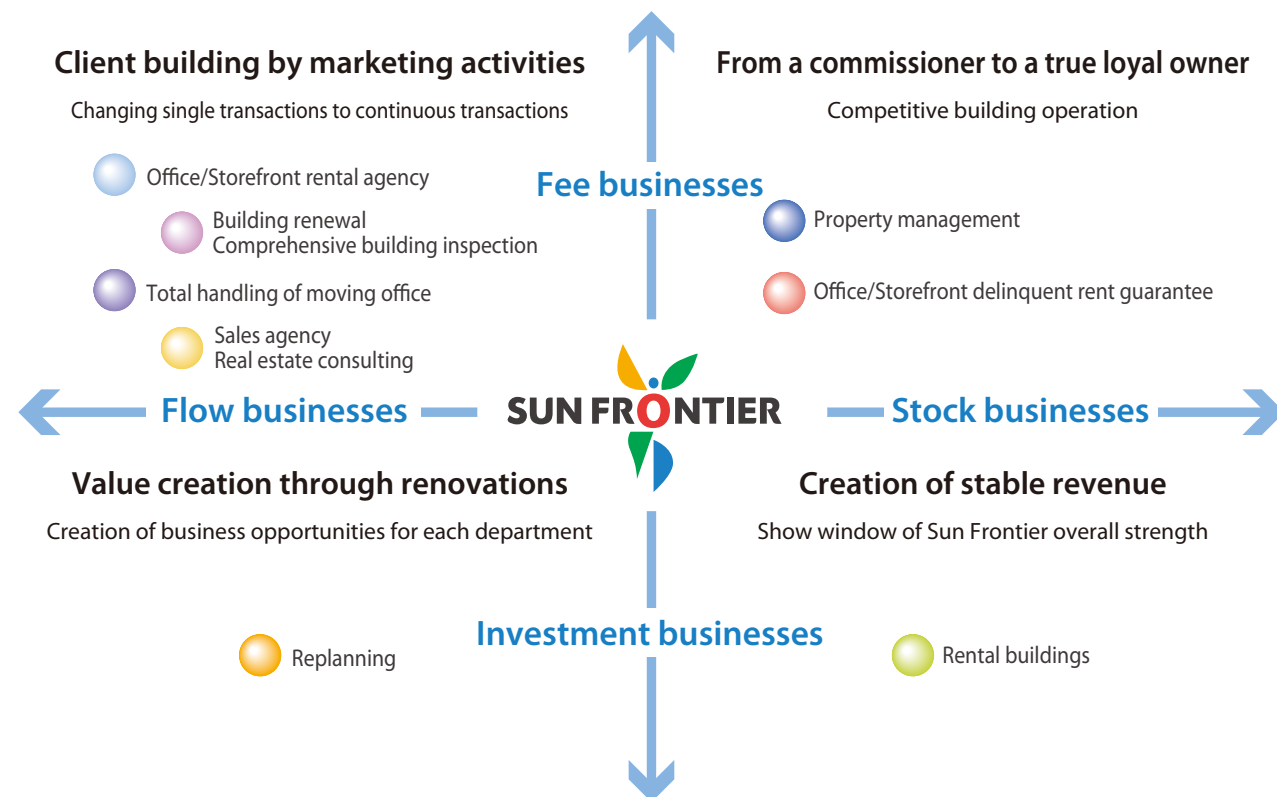 Client building by marketing activities
Changing single transactions to continuous transactions
Office/Storefront rental agency
Building renewal
Comprehensive building inspection
Total handling of moving office
Sales agency
Real estate consulting
From a commissioner to a true loyal owner
Competitive building operation
Fee businesses
Property management
Office/Storefront delinquent rent guarantee
Flow businesses
SUN FRONTIER
Stock businesses
Value creation through renovations
Creation of business opportunities for each department
Replanning
Creation of stable revenue
Show window of Sun Frontier overall strength
Investment businesses
Rental buildings